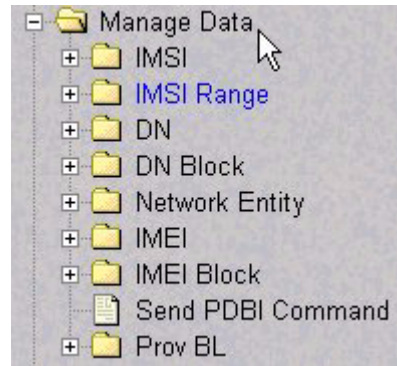 Manage Data
IMSI
IMSI Range
DN
DN Block
Network Entity
IMEI
IMEI Block
Send PDBI Command
Prov BL